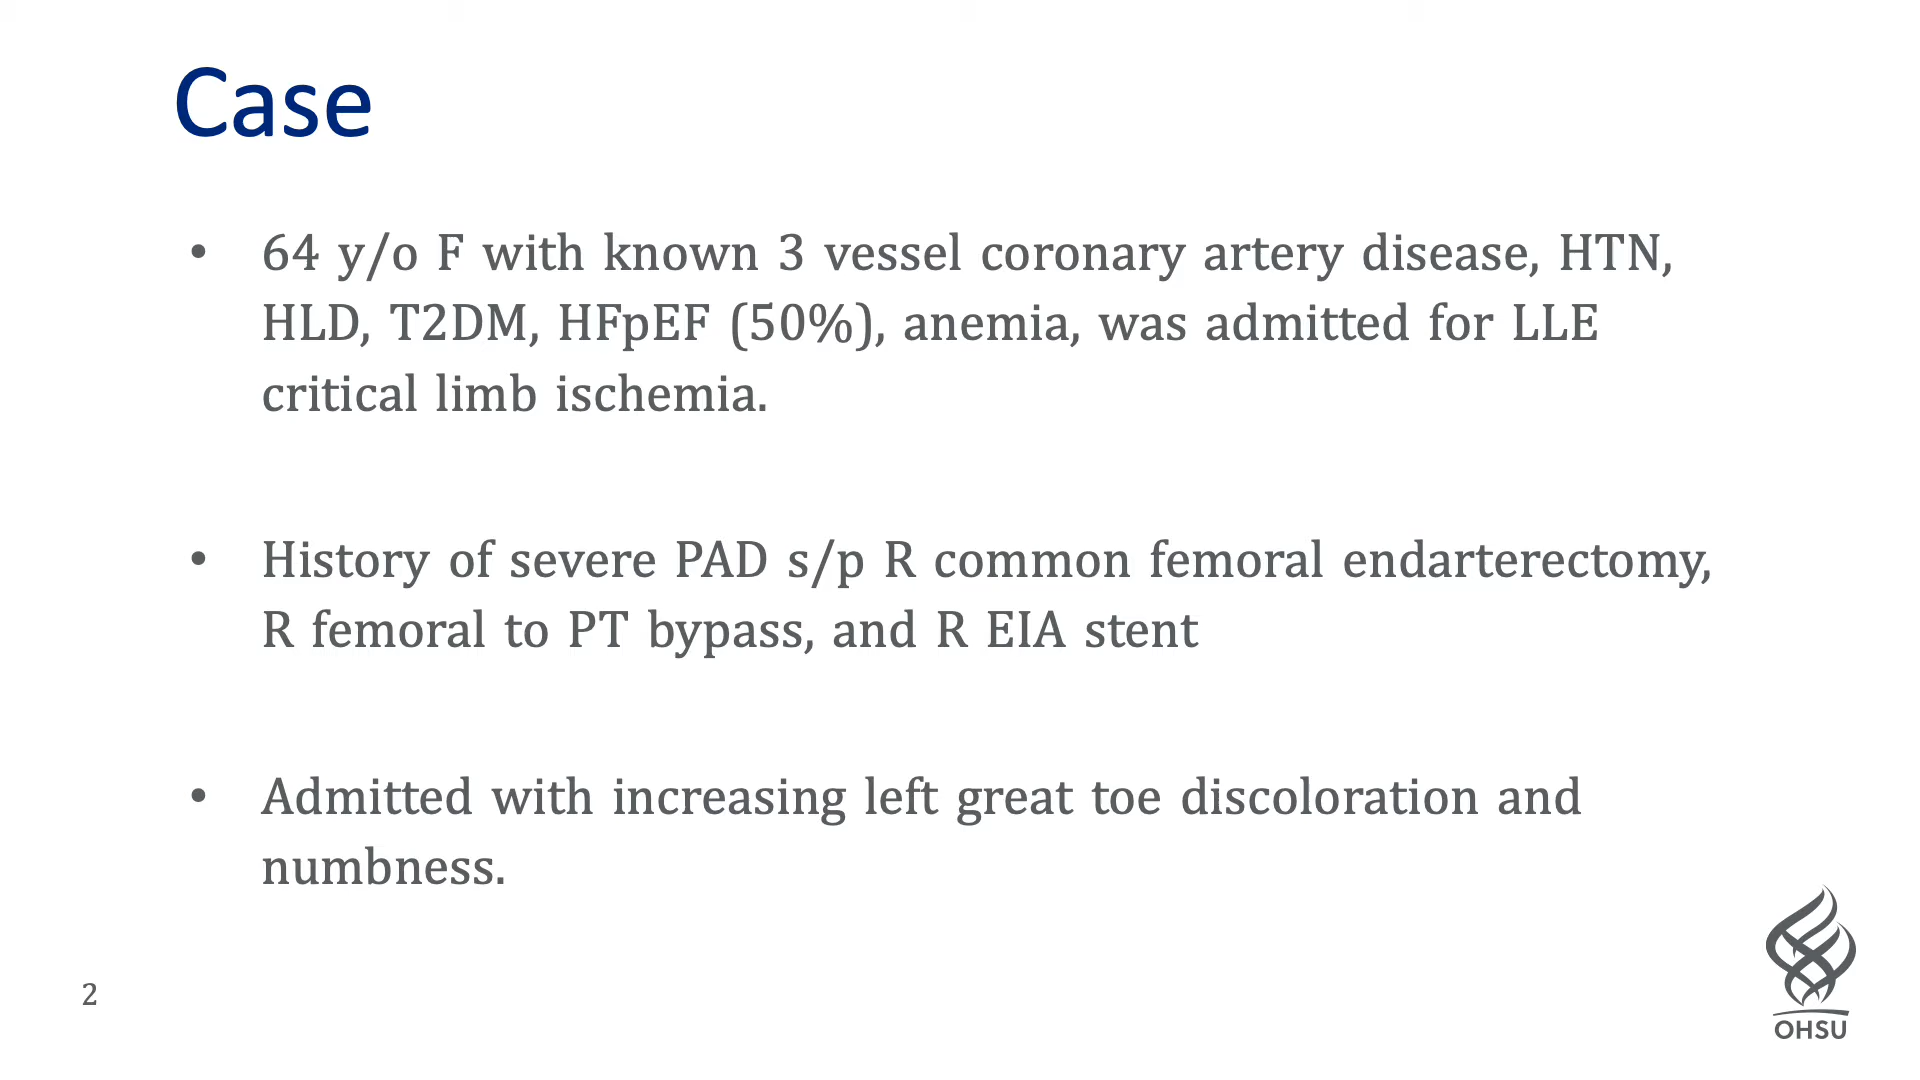 Case
• 64 y/o F with known 3 vessel coronary artery disease, HTN,
HLD, T2DM, HFpEF (50%), anemia, was admitted for LLE
critical limb ischemia.
• History of severe PAD s/p R common femoral endarterectomy,
R femoral to PT bypass, and R EIA stent
• Admitted with increasing left great toe discoloration and
numbness.
2
OHSU